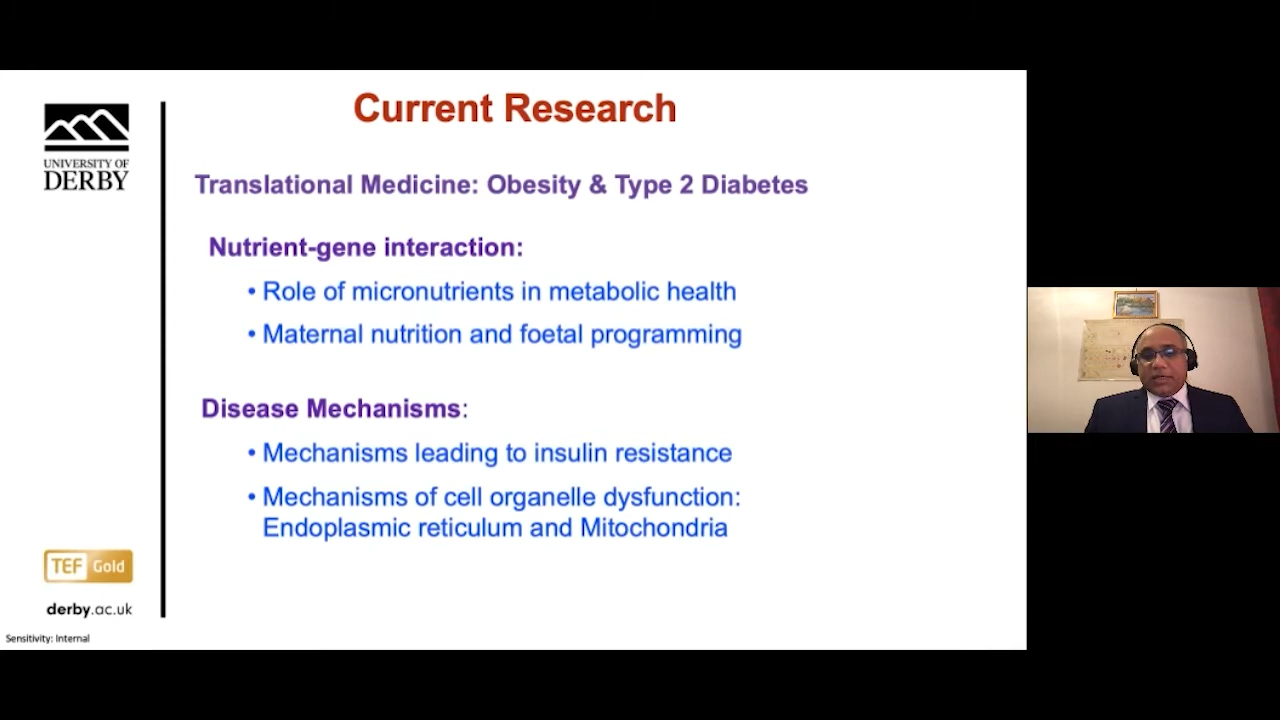 Current Research
UNIVERSITY OF
DERBY
Translational Medicine: Obesity & Type 2 Diabetes
Nutrient-gene interaction:
• Role of micronutrients in metabolic health
• Maternal nutrition and foetal programming
Disease Mechanisms:
• Mechanisms leading to insulin resistance
• Mechanisms of cell organelle dysfunction:
Endoplasmic reticulum and Mitochondria
TEF Gold
derby.ac.uk
Sensitivity: Internal